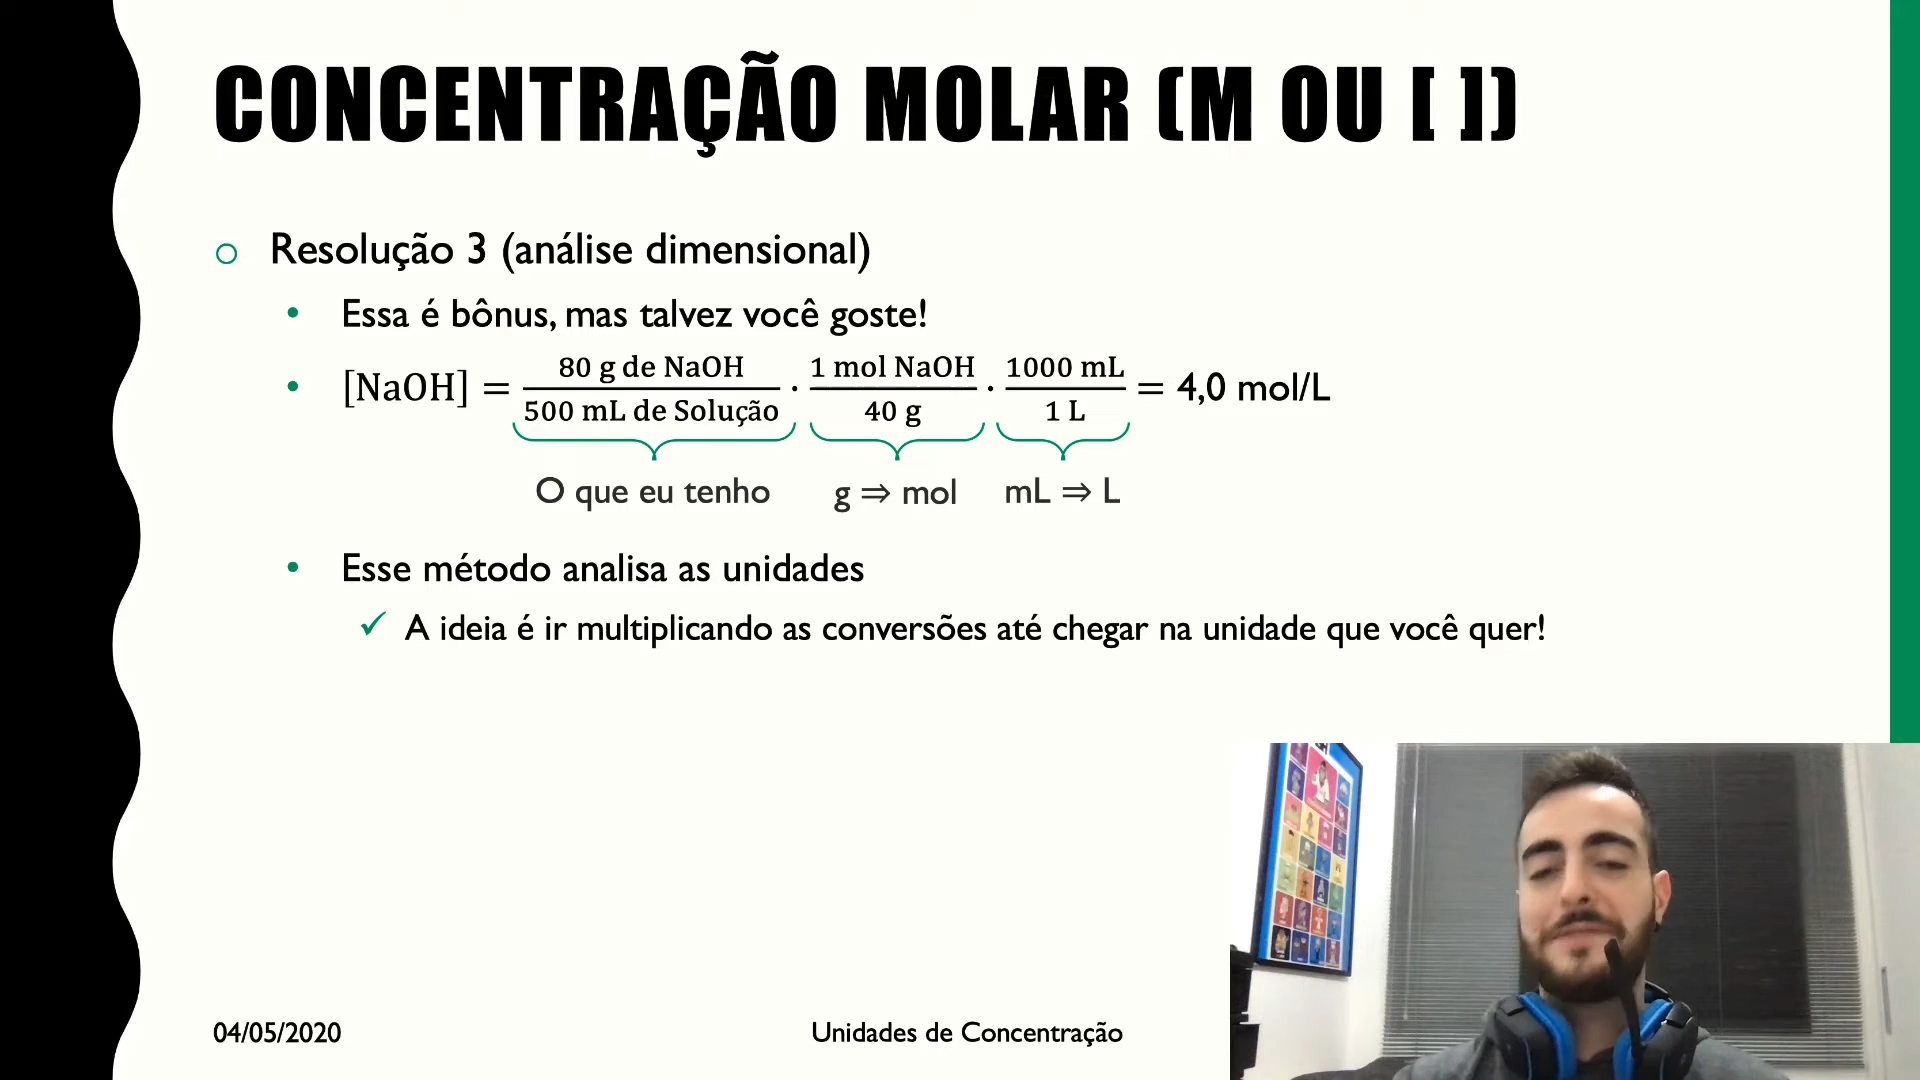 CONCENTRAÇÃO MOLAR (M OU [ ])
Resolução 3 (análise dimensional)
Essa é bônus, mas talvez você goste!
[NaOH] = 80 g de NaOH / 500 mL de Solução · 1 mol NaOH / 40 g · 1000 mL / 1 L = 4,0 mol/L
O que eu tenho g ⇒ mol mL ⇒ L
Esse método analisa as unidades
A ideia é ir multiplicando as conversões até chegar na unidade que você quer!
04/05/2020 Unidades de Concentração